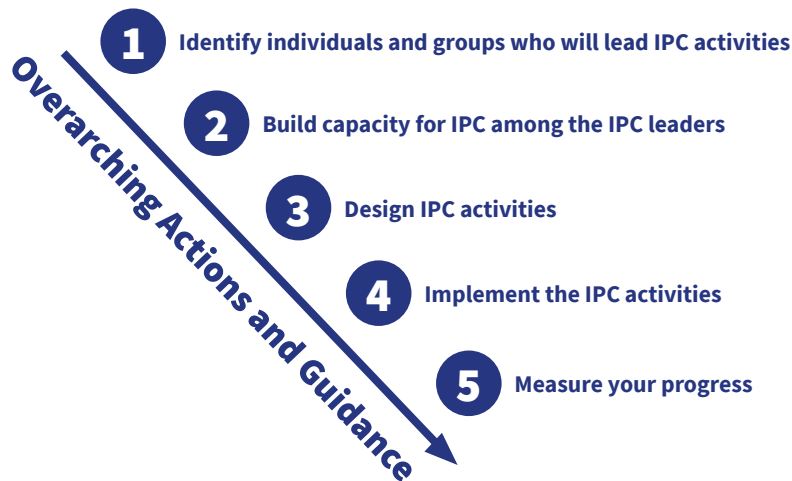 1 Identify individuals and groups who will lead IPC activities
2 Build capacity for IPC among the IPC leaders
3 Design IPC activities
4 Implement the IPC activities
5 Measure your progress
Overarching Actions and Guidance